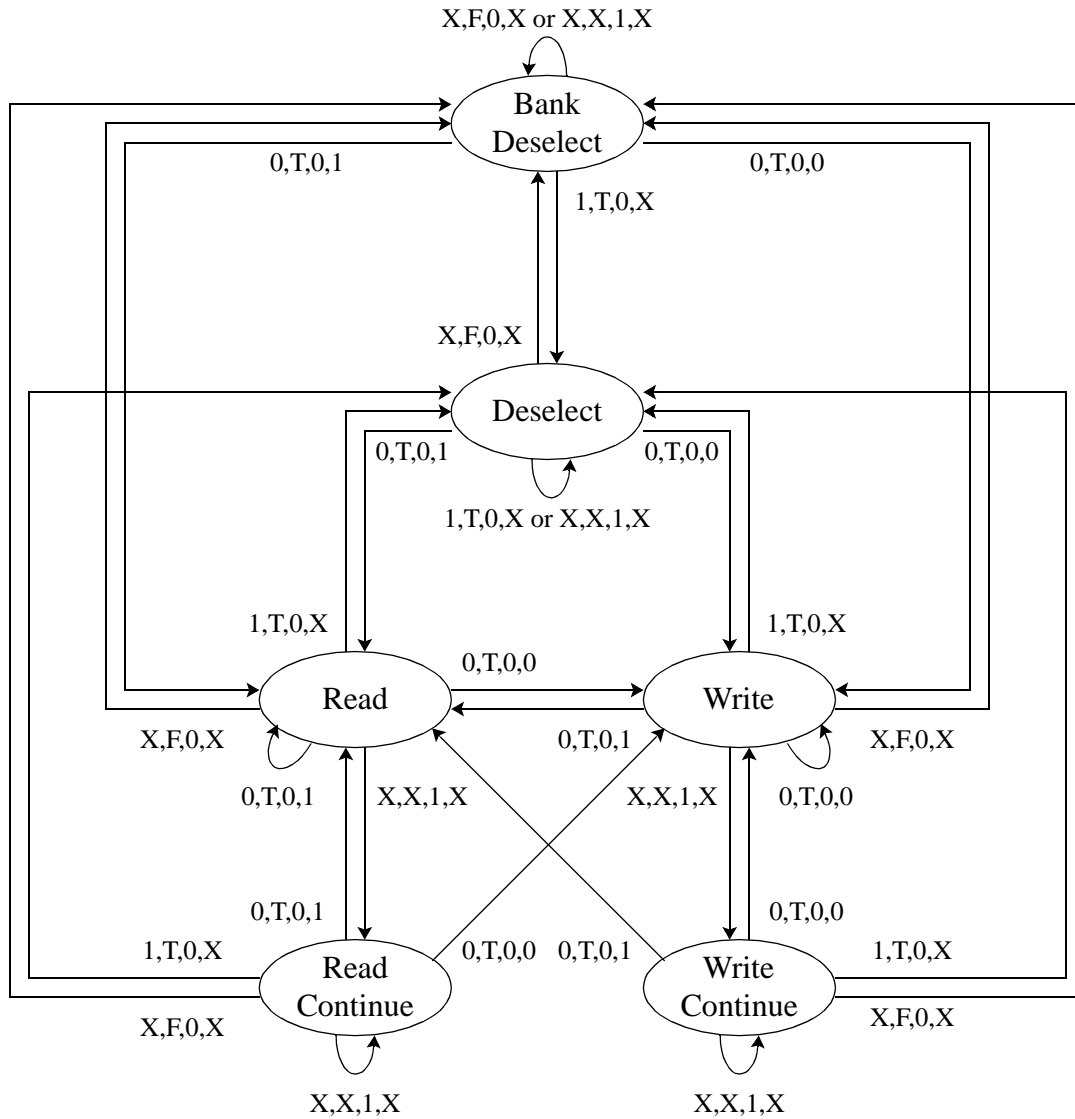 X,F,0,X or X,X,1,X
Bank
Deselect
0,T,0,1
0,T,0,0
1,T,0,X
X,F,0,X
Deselect
0,T,0,1
0,T,0,0
1,T,0,X or X,X,1,X
1,T,0,X
1,T,0,X
0,T,0,0
Read
Write
X,F,0,X
0,T,0,1
X,F,0,X
0,T,0,1
X,X,1,X
X,X,1,X
0,T,0,0
0,T,0,1
0,T,0,0
1,T,0,X
0,T,0,0
0,T,0,1
1,T,0,X
Read
Continue
Write
Continue
X,F,0,X
X,F,0,X
X,X,1,X
X,X,1,X